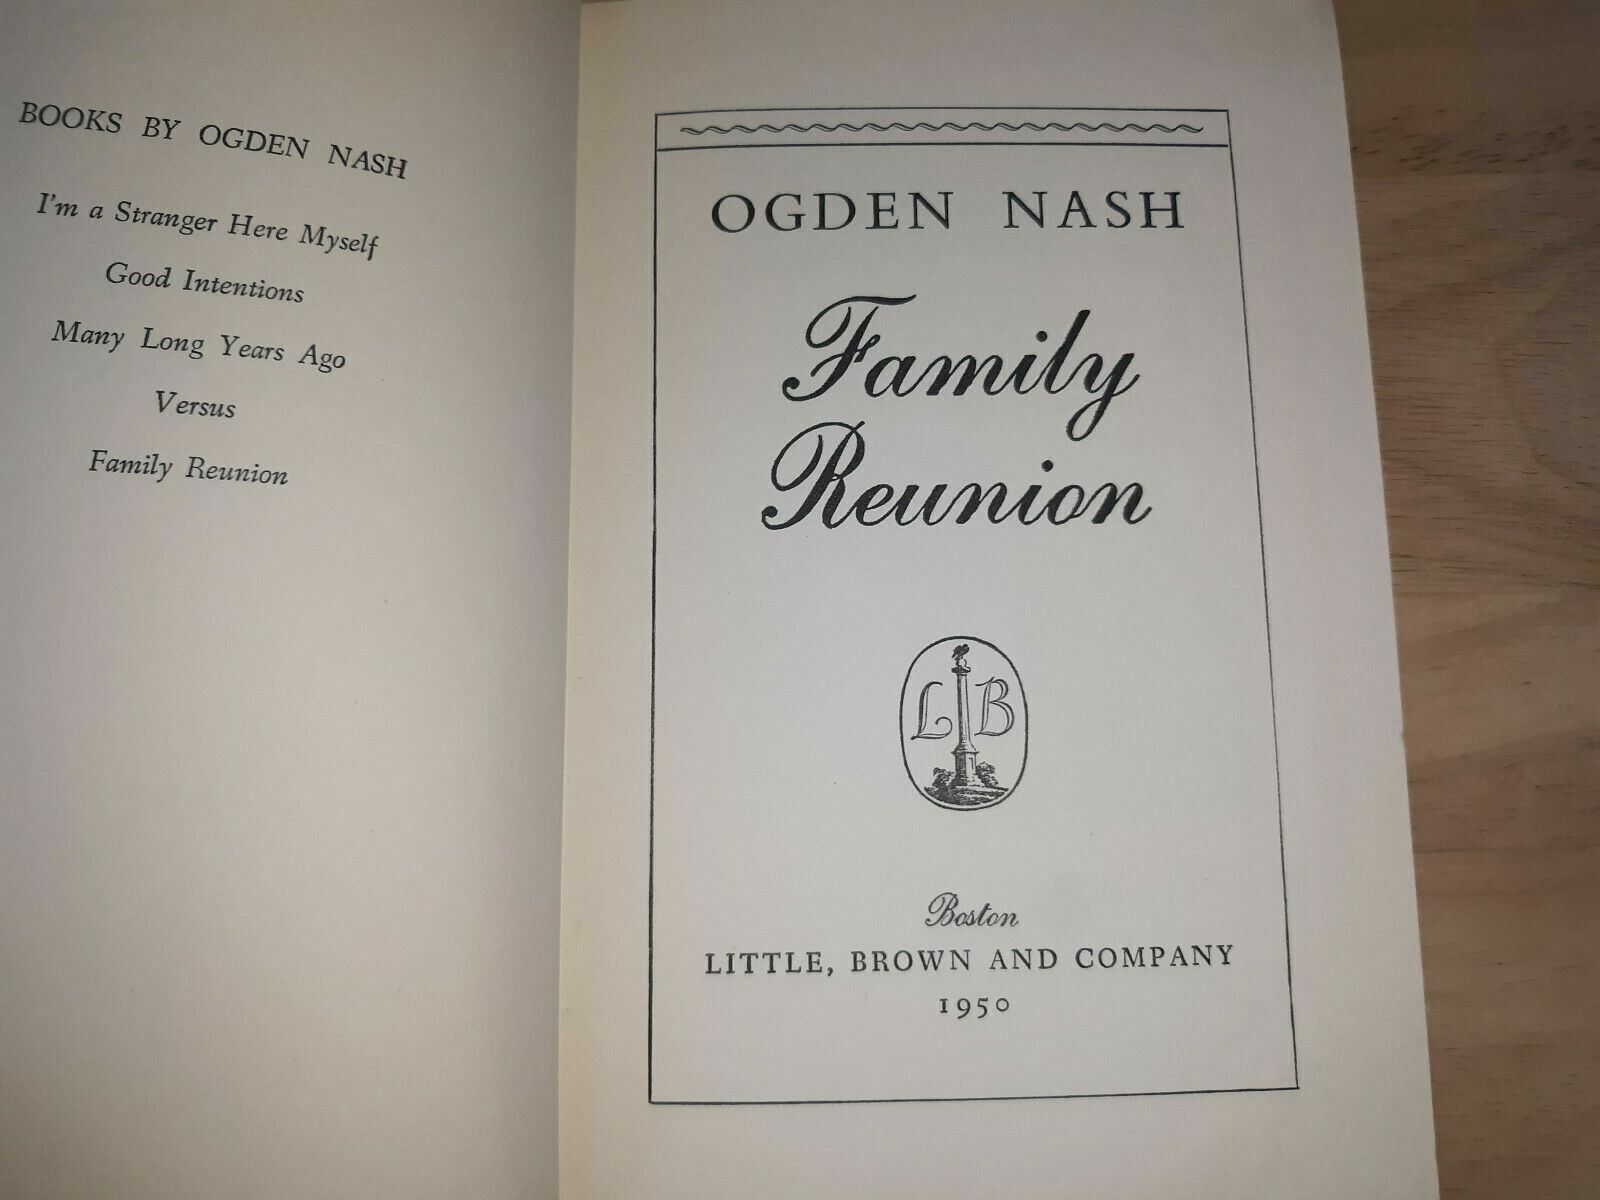 BOOKS BY OGDEN NASH
I'm a Stranger Here Myself
Good Intentions
Many Long Years Ago
Versus
Family Reunion
OGDEN NASH
Family
Reunion
L B
Boston
LITTLE, BROWN AND COMPANY
1950